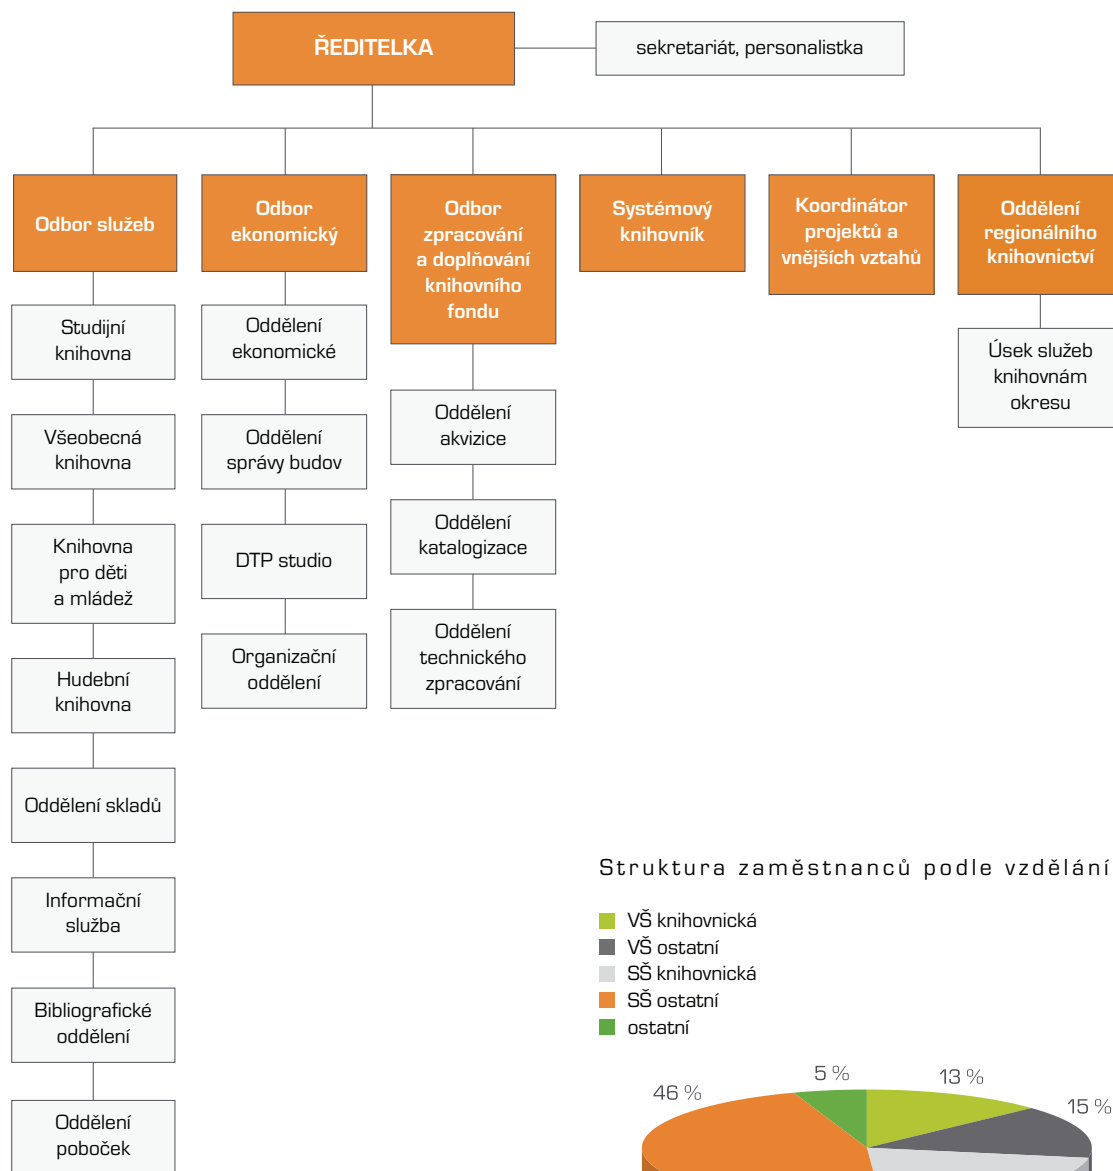 ŘEDITELKA
sekretariát, personalistka
Odbor služeb
Studijní
knihovna
Všeobecná
knihovna
Knihovna
pro děti
a mládež
Hudební
knihovna
Oddělení skladů
Informační
služba
Bibliografické
oddělení
Oddělení
poboček
Odbor
ekonomický
Oddělení
ekonomické
Oddělení
správy budov
DTP studio
Organizační
oddělení
Odbor
zpracování
a doplňování
knihovního
fondu
Oddělení
akvizice
Oddělení
katalogizace
Oddělení
technického
zpracování
Systémový
knihovník
Koordinátor
projektů a
vnějších vztahů
Oddělení
regionálního
knihovnictví
Úsek služeb
knihovnám
okresu
Struktura zaměstnanců podle vzdělání
VŠ knihovnická
VŠ ostatní
SŠ knihovnická
SŠ ostatní
ostatní
46 %
5 %
13 %
15 %